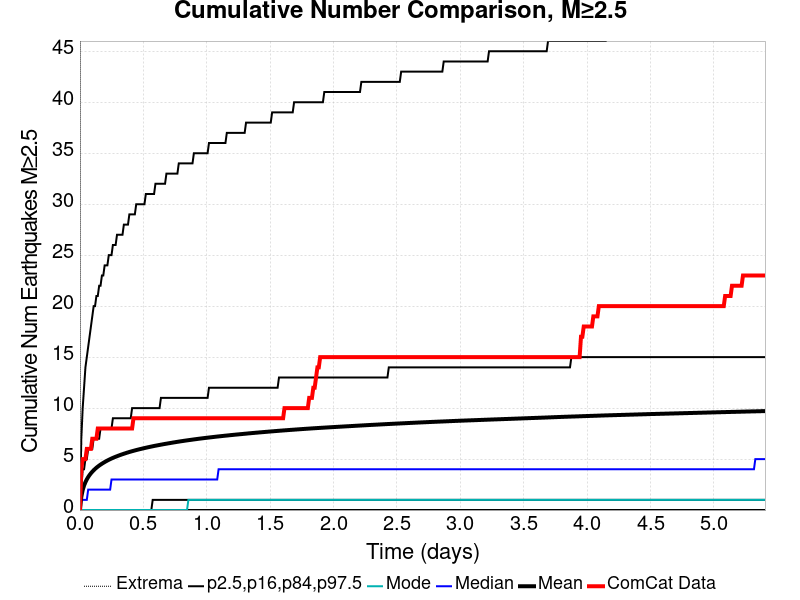 Cumulative Number Comparison, M≥2.5
Cumulative Num Earthquakes M≥2.5
45
40
35
30
25
20
15
10
5
0
0.0 0.5 1.0 1.5 2.0 2.5 3.0 3.5 4.0 4.5 5.0
Time (days)
Extrema p2.5,p16,p84,p97.5 Mode Median Mean ComCat Data